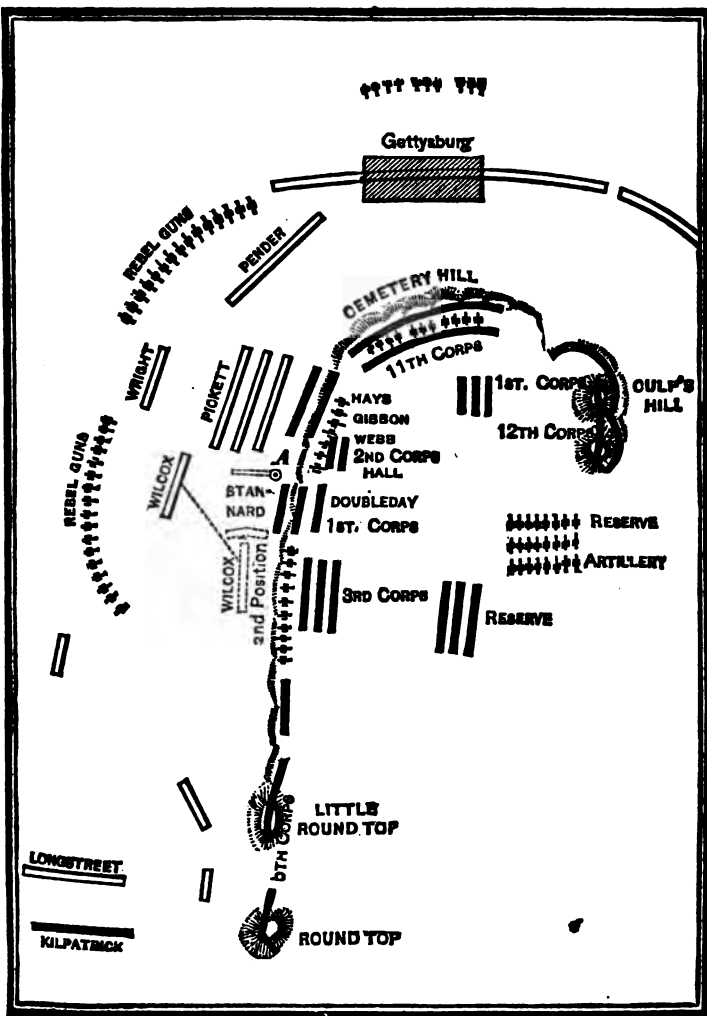 Gettysburg
REBEL GUNS
PENDER
CEMETERY HILL
11TH CORPS
WRIGHT
PICKETT
HAYS
GIBBON
WEBB
2ND CORPS
HALL
1ST. CORPS
CULP'S
HILL
12TH CORPS
A
REBEL GUNS
WILCOX
STAN-
NARD
DOUBLEDAY
1ST. CORPS
RESERVE
ARTILLERY
WILCOX
2nd Position
3RD CORPS
RESERVE
LITTLE
ROUND TOP
5TH CORPS
LONGSTREET
KILPATRICK
ROUND TOP